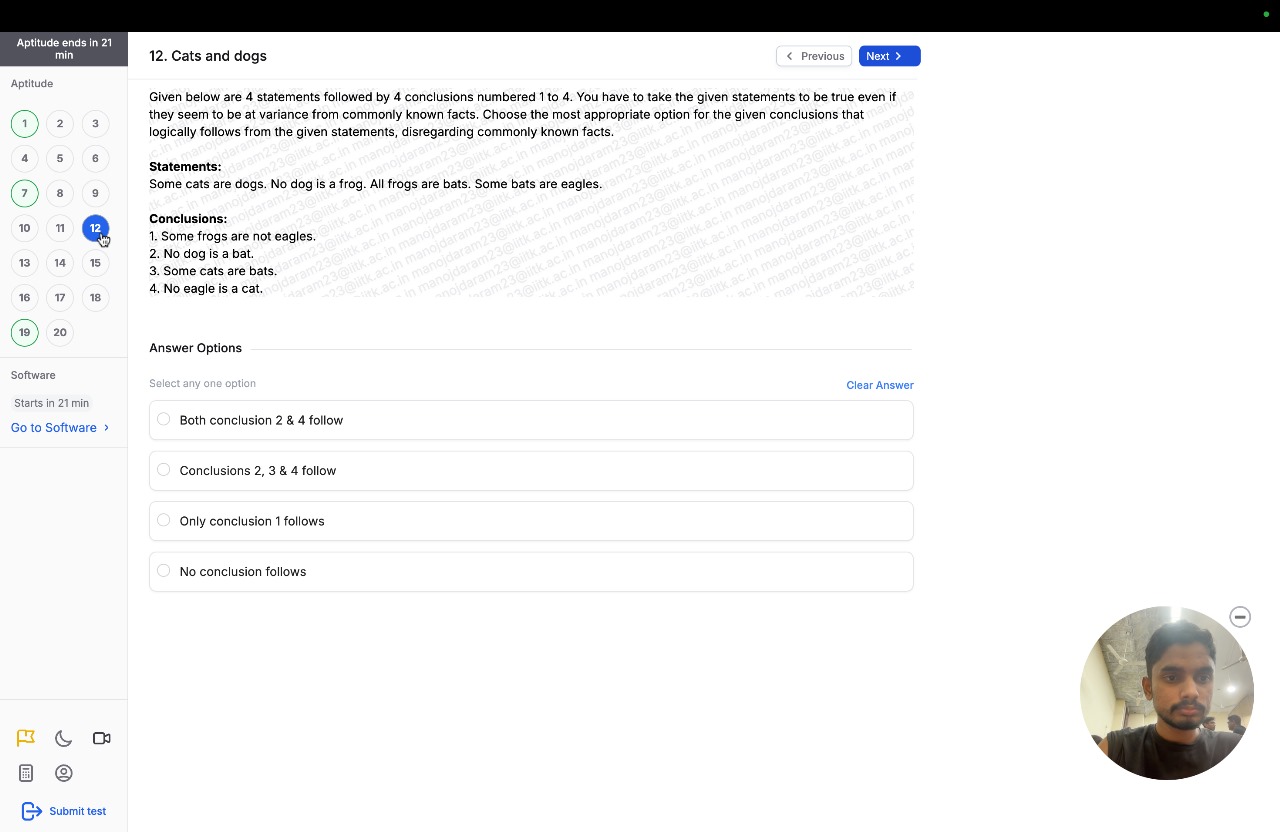 Aptitude ends in 21
min
Aptitude
1 2 3
4 5 6
7 8 9
10 11 12
13 14 15
16 17 18
19 20
Software
Starts in 21 min
Go to Software
Submit test
12. Cats and dogs
Previous
Next
Given below are 4 statements followed by 4 conclusions numbered 1 to 4. You have to take the given statements to be true even if
they seem to be at variance from commonly known facts. Choose the most appropriate option for the given conclusions that
logically follows from the given statements, disregarding commonly known facts.
Statements:
Some cats are dogs. No dog is a frog. All frogs are bats. Some bats are eagles.
Conclusions:
1. Some frogs are not eagles.
2. No dog is a bat.
3. Some cats are bats.
4. No eagle is a cat.
manojdaram23@iitk.ac.in
Answer Options
Select any one option
Clear Answer
Both conclusion 2 & 4 follow
Conclusions 2, 3 & 4 follow
Only conclusion 1 follows
No conclusion follows